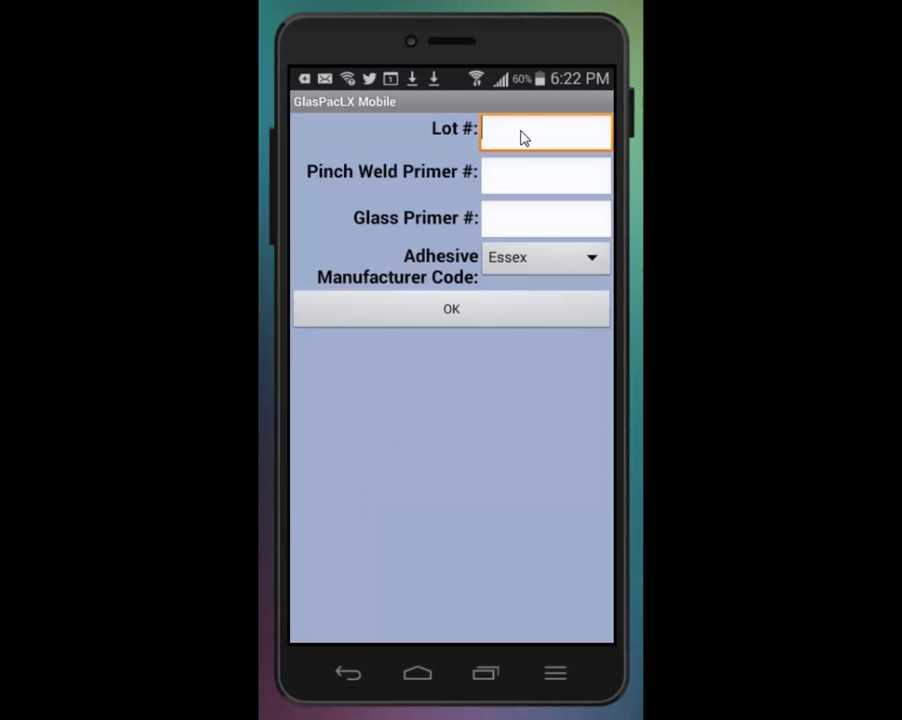 60% 6:22 PM
GlasPacLX Mobile
Lot #:
Pinch Weld Primer #:
Glass Primer #:
Adhesive
Manufacturer Code:
Essex
OK